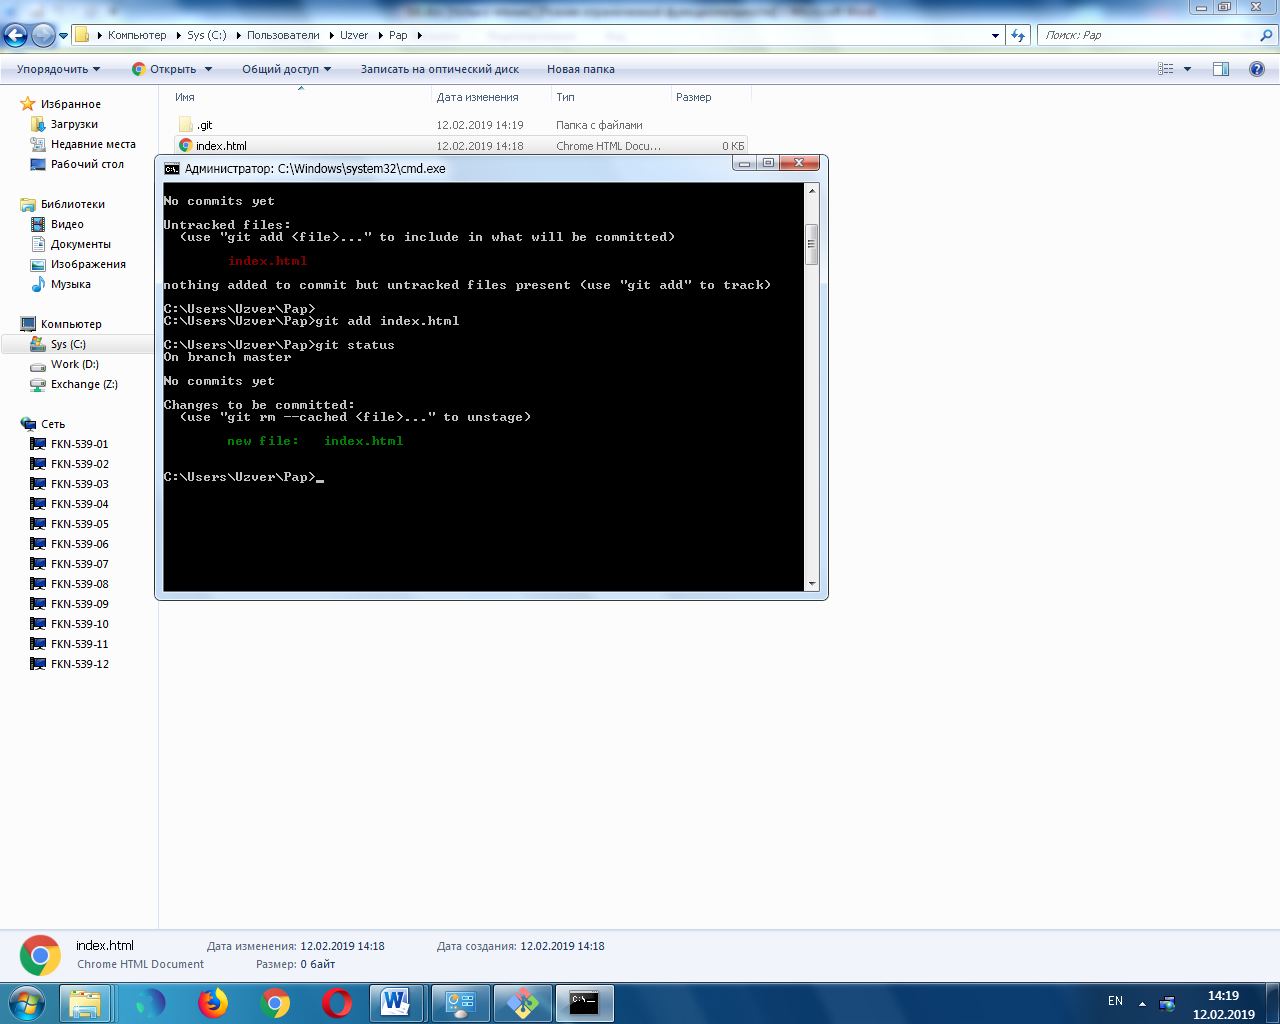 Компьютер Sys (C:) Пользователи Uzver Pap Поиск: Pap
Упорядочить Открыть Общий доступ Записать на оптический диск Новая папка
Имя Дата изменения Тип Размер
.git 12.02.2019 14:19 Папка с файлами
index.html 12.02.2019 14:18 Chrome HTML Docu... 0 КБ
Избранное
Загрузки
Недавние места
Рабочий стол
Библиотеки
Видео
Документы
Изображения
Музыка
Компьютер
Sys (C:)
Work (D:)
Exchange (Z:)
Сеть
FKN-539-01
FKN-539-02
FKN-539-03
FKN-539-04
FKN-539-05
FKN-539-06
FKN-539-07
FKN-539-08
FKN-539-09
FKN-539-10
FKN-539-11
FKN-539-12
Администратор: C:\Windows\system32\cmd.exe
No commits yet
Untracked files:
(use "git add <file>..." to include in what will be committed)
index.html
nothing added to commit but untracked files present (use "git add" to track)
C:\Users\Uzver\Pap>
C:\Users\Uzver\Pap>git add index.html
C:\Users\Uzver\Pap>git status
On branch master
No commits yet
Changes to be committed:
(use "git rm --cached <file>..." to unstage)
new file: index.html
C:\Users\Uzver\Pap>_
index.html Дата изменения: 12.02.2019 14:18 Дата создания: 12.02.2019 14:18
Chrome HTML Document Размер: 0 байт
EN 14:19
12.02.2019